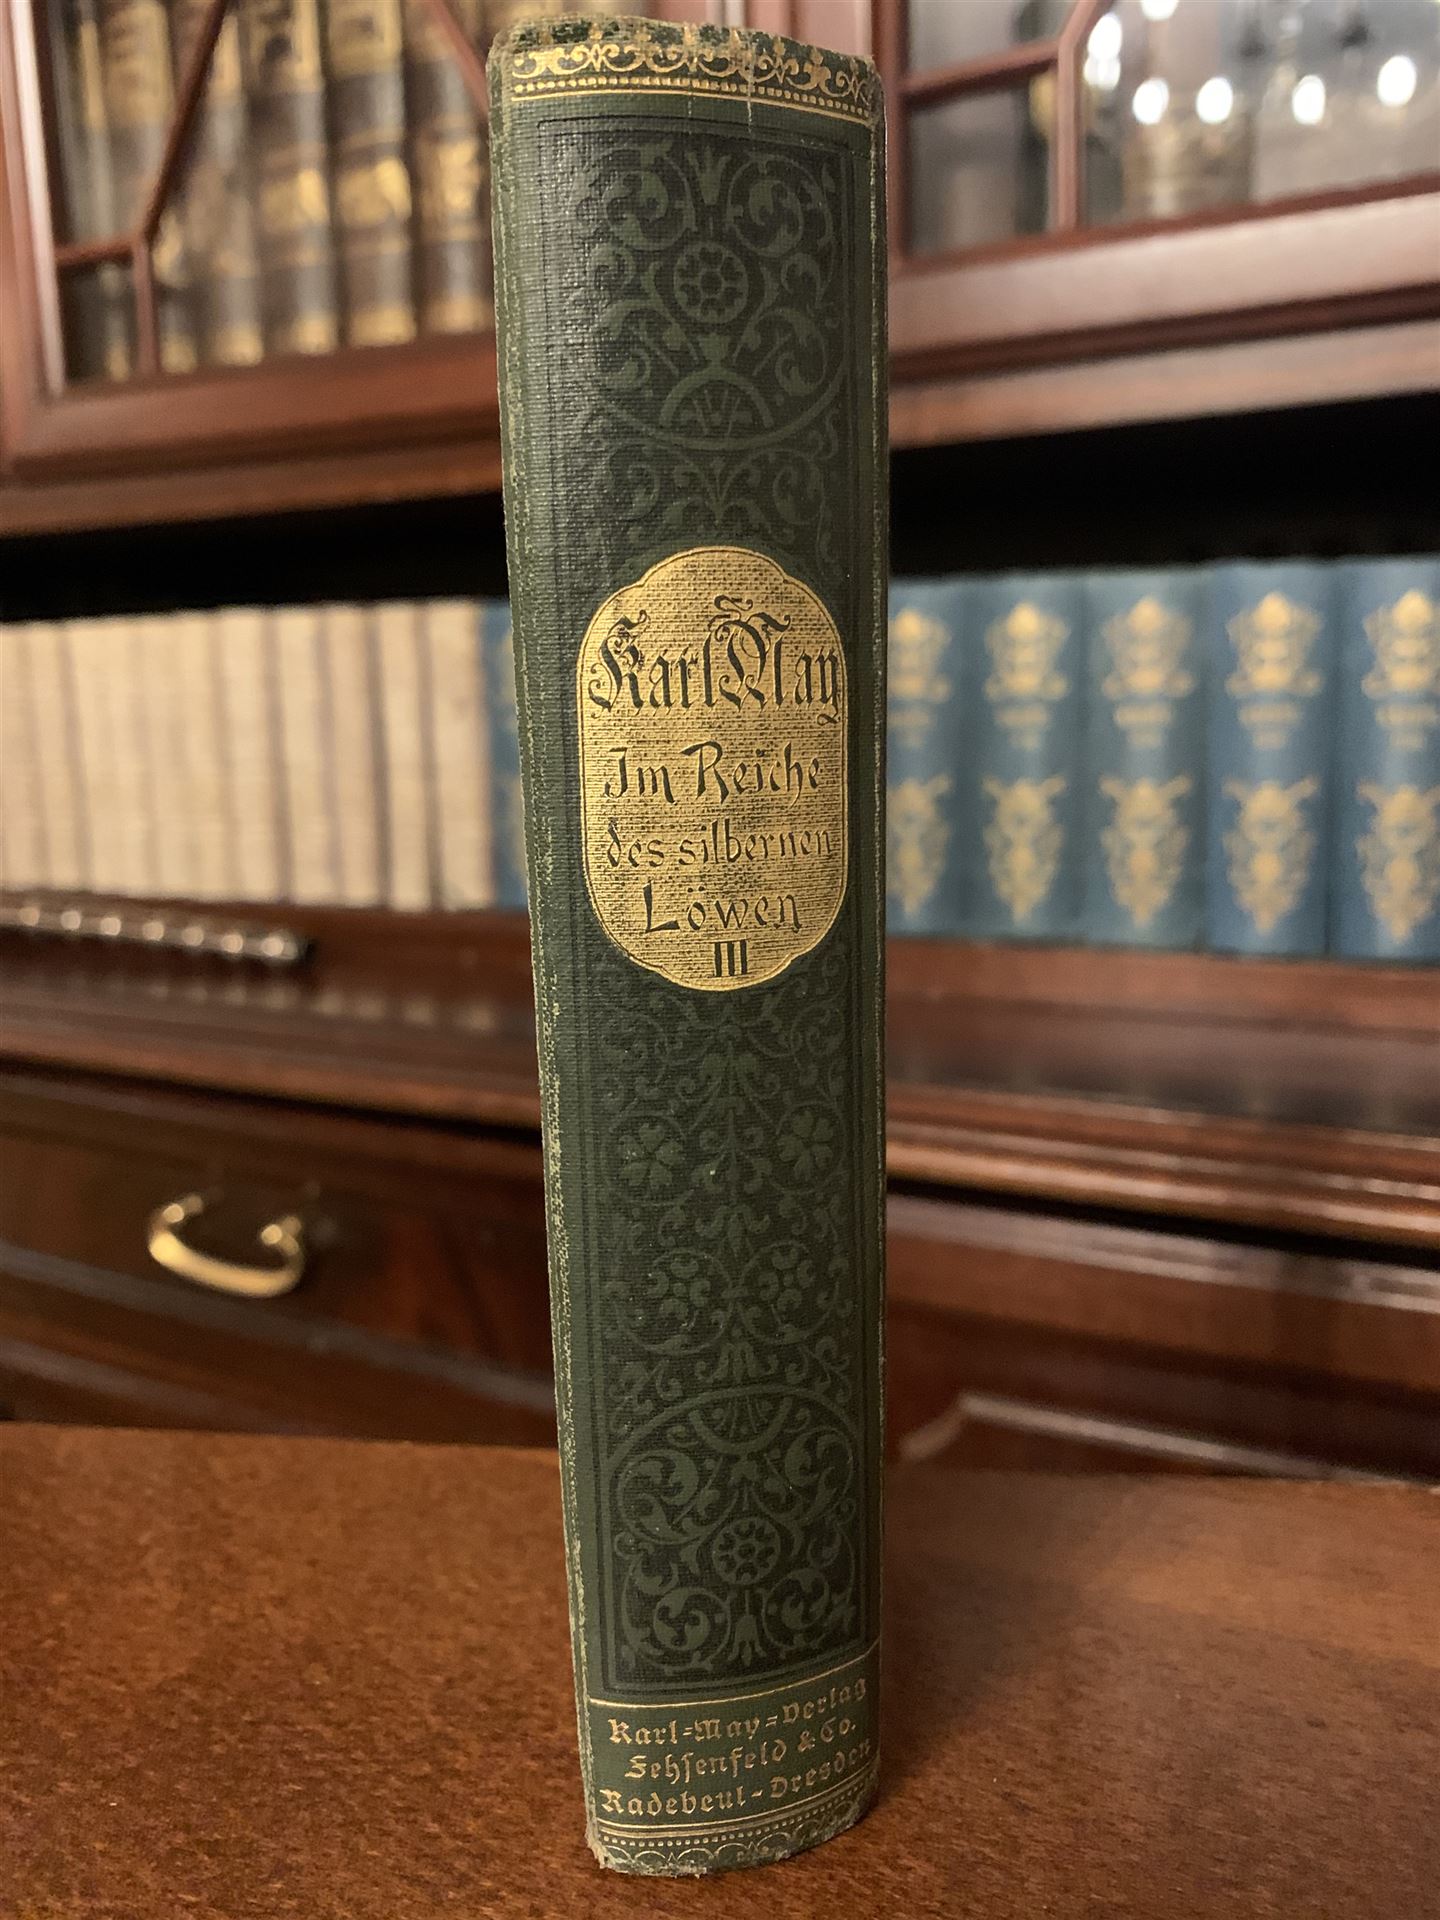 Karl May
Im Reiche
des silbernen
Löwen
III
Karl-May-Verlag
Fehsenfeld & Co.
Radebeul-Dresden